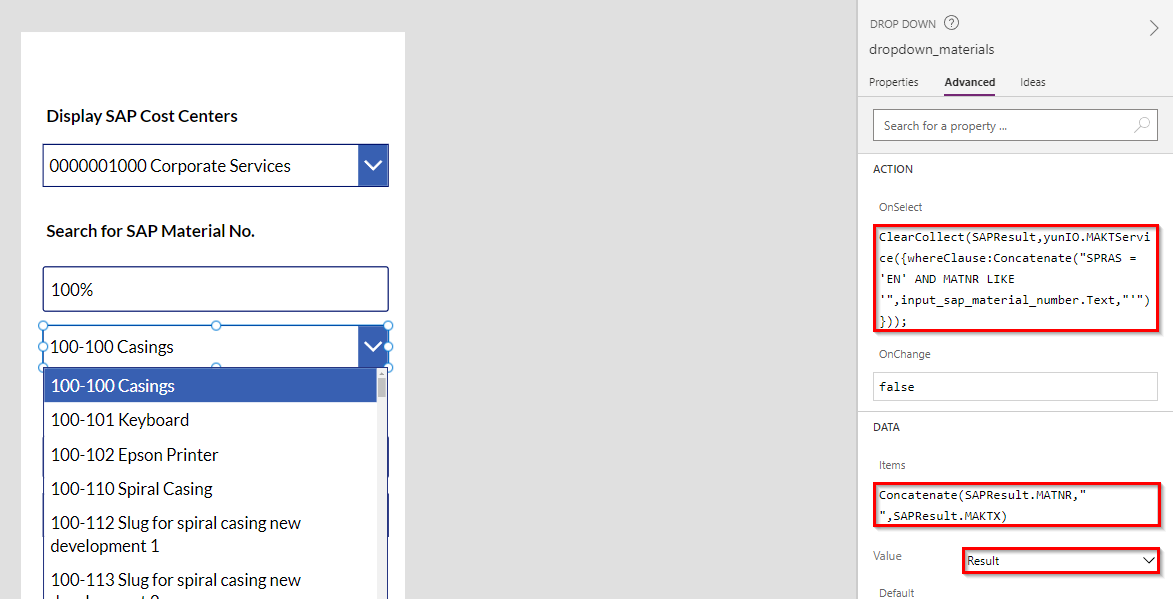 Display SAP Cost Centers
0000001000 Corporate Services
Search for SAP Material No.
100%
100-100 Casings
100-100 Casings
100-101 Keyboard
100-102 Epson Printer
100-110 Spiral Casing
100-112 Slug for spiral casing new
development 1
100-113 Slug for spiral casing new
DROP DOWN ?
dropdown_materials
Properties Advanced Ideas
Search for a property ...
ACTION
OnSelect
ClearCollect(SAPResult,yunIO.MAKTServi
ce({whereClause:Concatenate("SPRAS =
'EN' AND MATNR LIKE
'",input_sap_material_number.Text,"'")
}));
OnChange
false
DATA
Items
Concatenate(SAPResult.MATNR,"
",SAPResult.MAKTX)
Value Result
Default